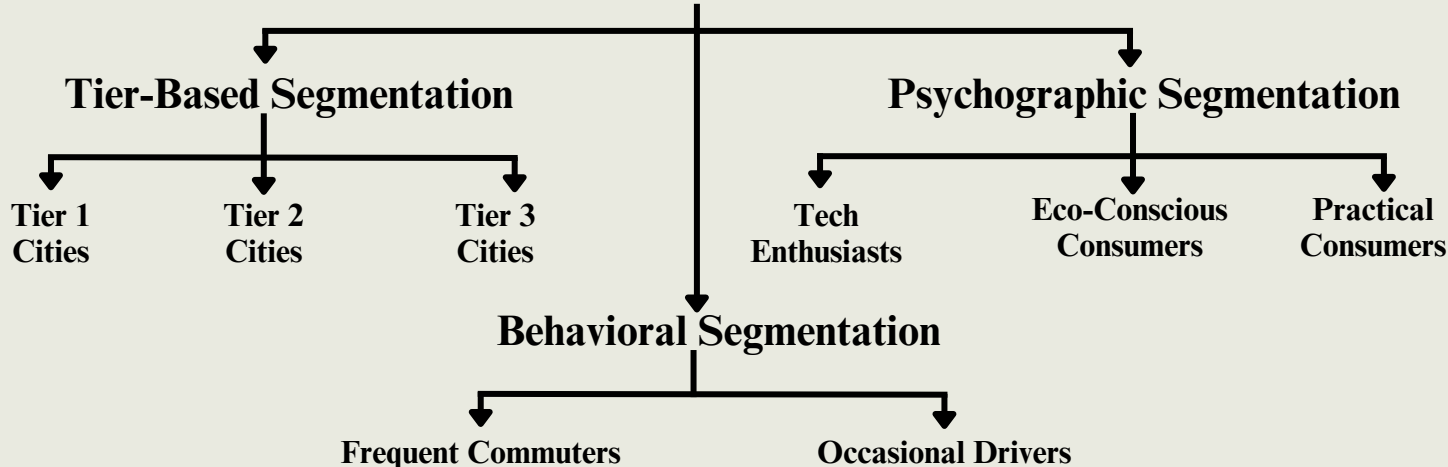 Tier-Based Segmentation
Psychographic Segmentation
Tier 1
Cities
Tier 2
Cities
Tier 3
Cities
Tech
Enthusiasts
Eco-Conscious
Consumers
Practical
Consumers
Behavioral Segmentation
Frequent Commuters
Occasional Drivers